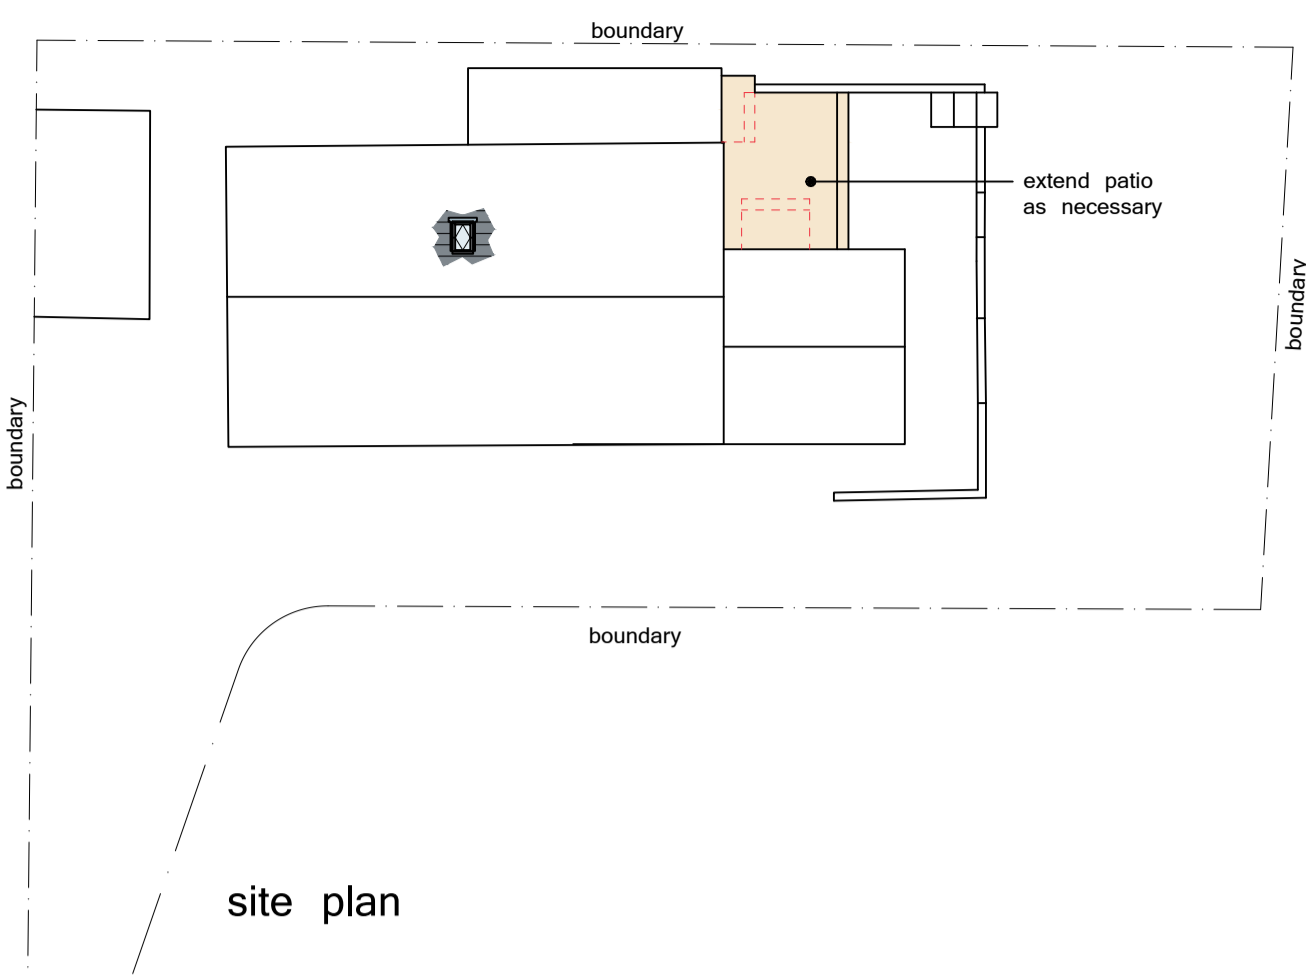 boundary
extend patio
as necessary
boundary
boundary
boundary
site plan